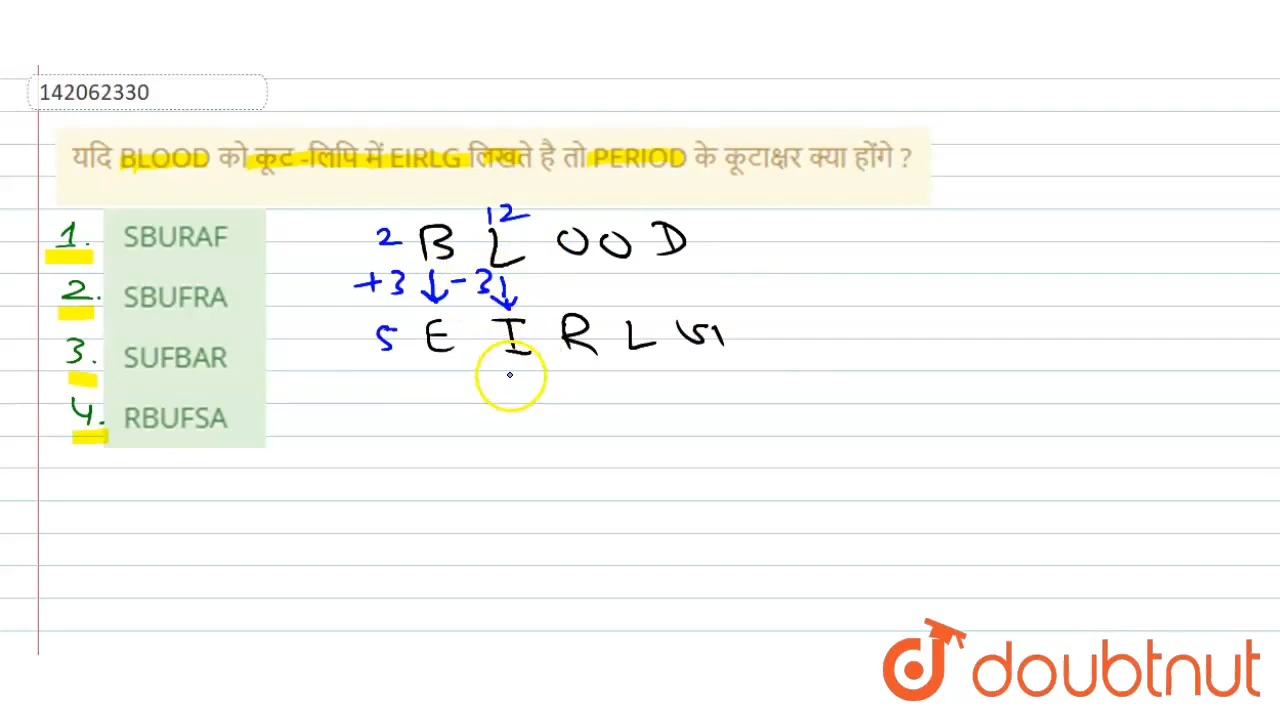 142062330
यदि BLOOD को कूट -लिपि में EIRLG लिखते है तो PERIOD के कूटाक्षर क्या होंगे ?
1. SBURAF
2. SBUFRA
3. SUFBAR
4. RBUFSA
2 12
B L O O D
+3 -3
5 E I R L G
doubtnut